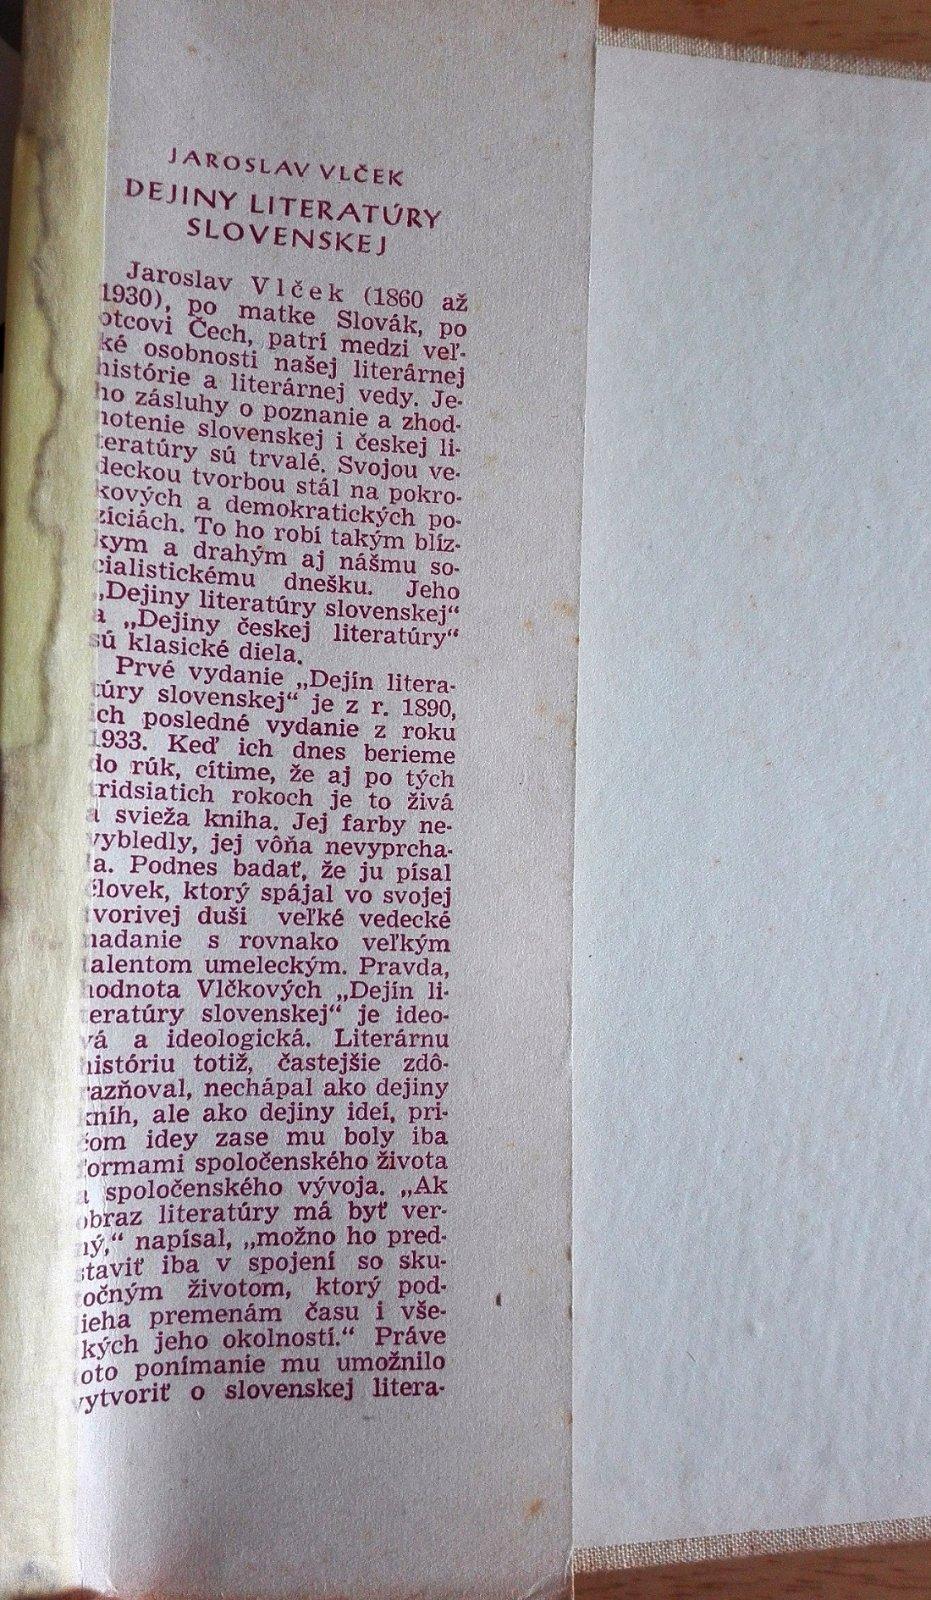 JAROSLAV VLČEK
DEJINY LITERATÚRY
SLOVENSKEJ
Jaroslav Vlček (1860 až
1930), po matke Slovák, po
otcovi Čech, patrí medzi veľ-
ké osobnosti našej literárnej
histórie a literárnej vedy. Je-
ho zásluhy o poznanie a zhod-
notenie slovenskej i českej li-
teratúry sú trvalé. Svojou ve-
deckou tvorbou stál na pokro-
kových a demokratických po-
zíciách. To ho robí takým blíz-
kym a drahým aj nášmu so-
cialistickému dnešku. Jeho
„Dejiny literatúry slovenskej“
a „Dejiny českej literatúry“
sú klasické diela.
Prvé vydanie „Dejín litera-
túry slovenskej“ je z r. 1890,
ich posledné vydanie z roku
1933. Keď ich dnes berieme
do rúk, cítime, že aj po tých
tridsiatich rokoch je to živá
a svieža kniha. Jej farby ne-
vybledly, jej vôňa nevyprcha-
la. Podnes badať, že ju písal
človek, ktorý spájal vo svojej
tvorivej duši veľké vedecké
nadanie s rovnako veľkým
talentom umeleckým. Pravda,
hodnota Vlčkových „Dejín li-
teratúry slovenskej“ je ideo-
vá a ideologická. Literárnu
históriu totiž, častejšie zdô-
razňoval, nechápal ako dejiny
kníh, ale ako dejiny ideí, pri-
čom idey zase mu boly iba
formami spoločenského života
a spoločenského vývoja. „Ak
obraz literatúry má byť ver-
ný,“ napísal, „možno ho pred-
staviť iba v spojení so sku-
točným životom, ktorý pod-
lieha premenám času i vše-
kých jeho okolností.“ Práve
toto ponímanie mu umožnilo
vytvoriť o slovenskej litera-